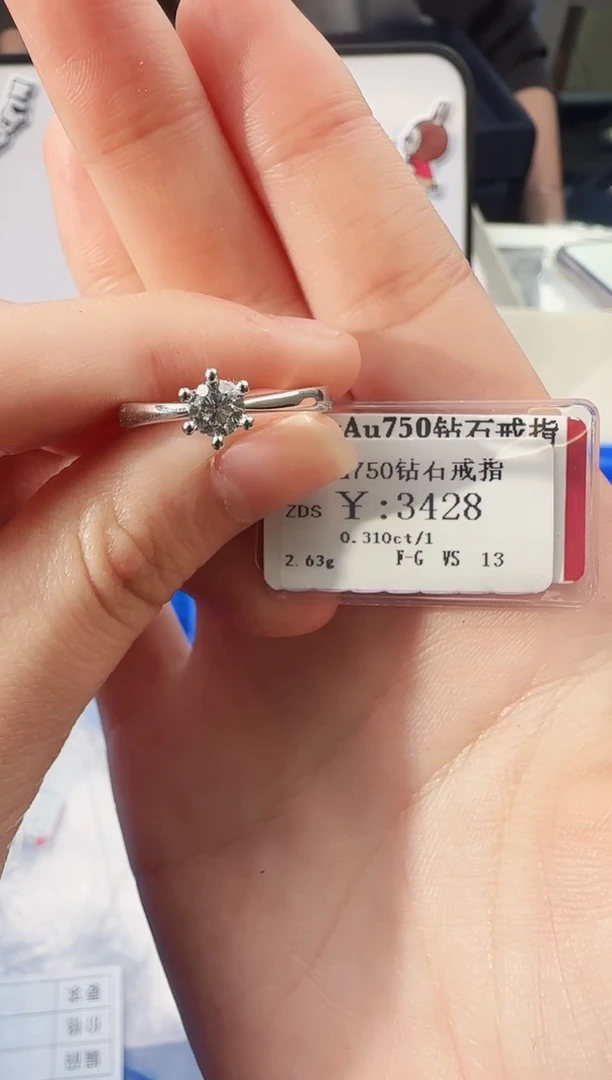 Au750钻石戒指
750钻石戒指
ZDS ¥:3428
0.310ct/1
2.63g F-G VS 13